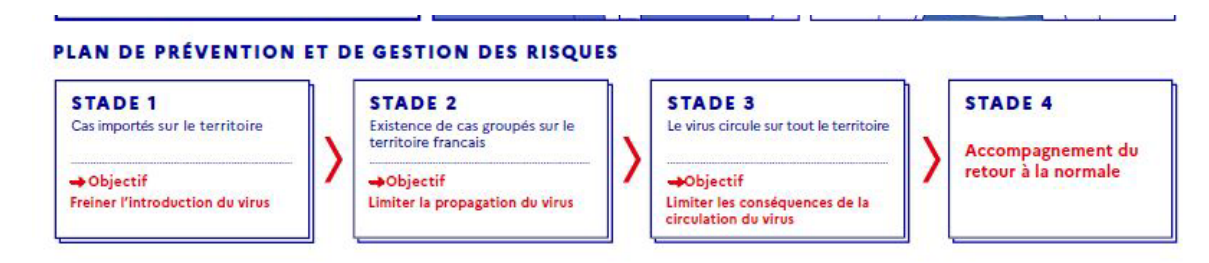 PLAN DE PRÉVENTION ET DE GESTION DES RISQUES
STADE 1
Cas importés sur le territoire
➞Objectif
Freiner l'introduction du virus
STADE 2
Existence de cas groupés sur le
territoire francais
➞Objectif
Limiter la propagation du virus
STADE 3
Le virus circule sur tout le territoire
➞Objectif
Limiter les conséquences de la
circulation du virus
STADE 4
Accompagnement du
retour à la normale